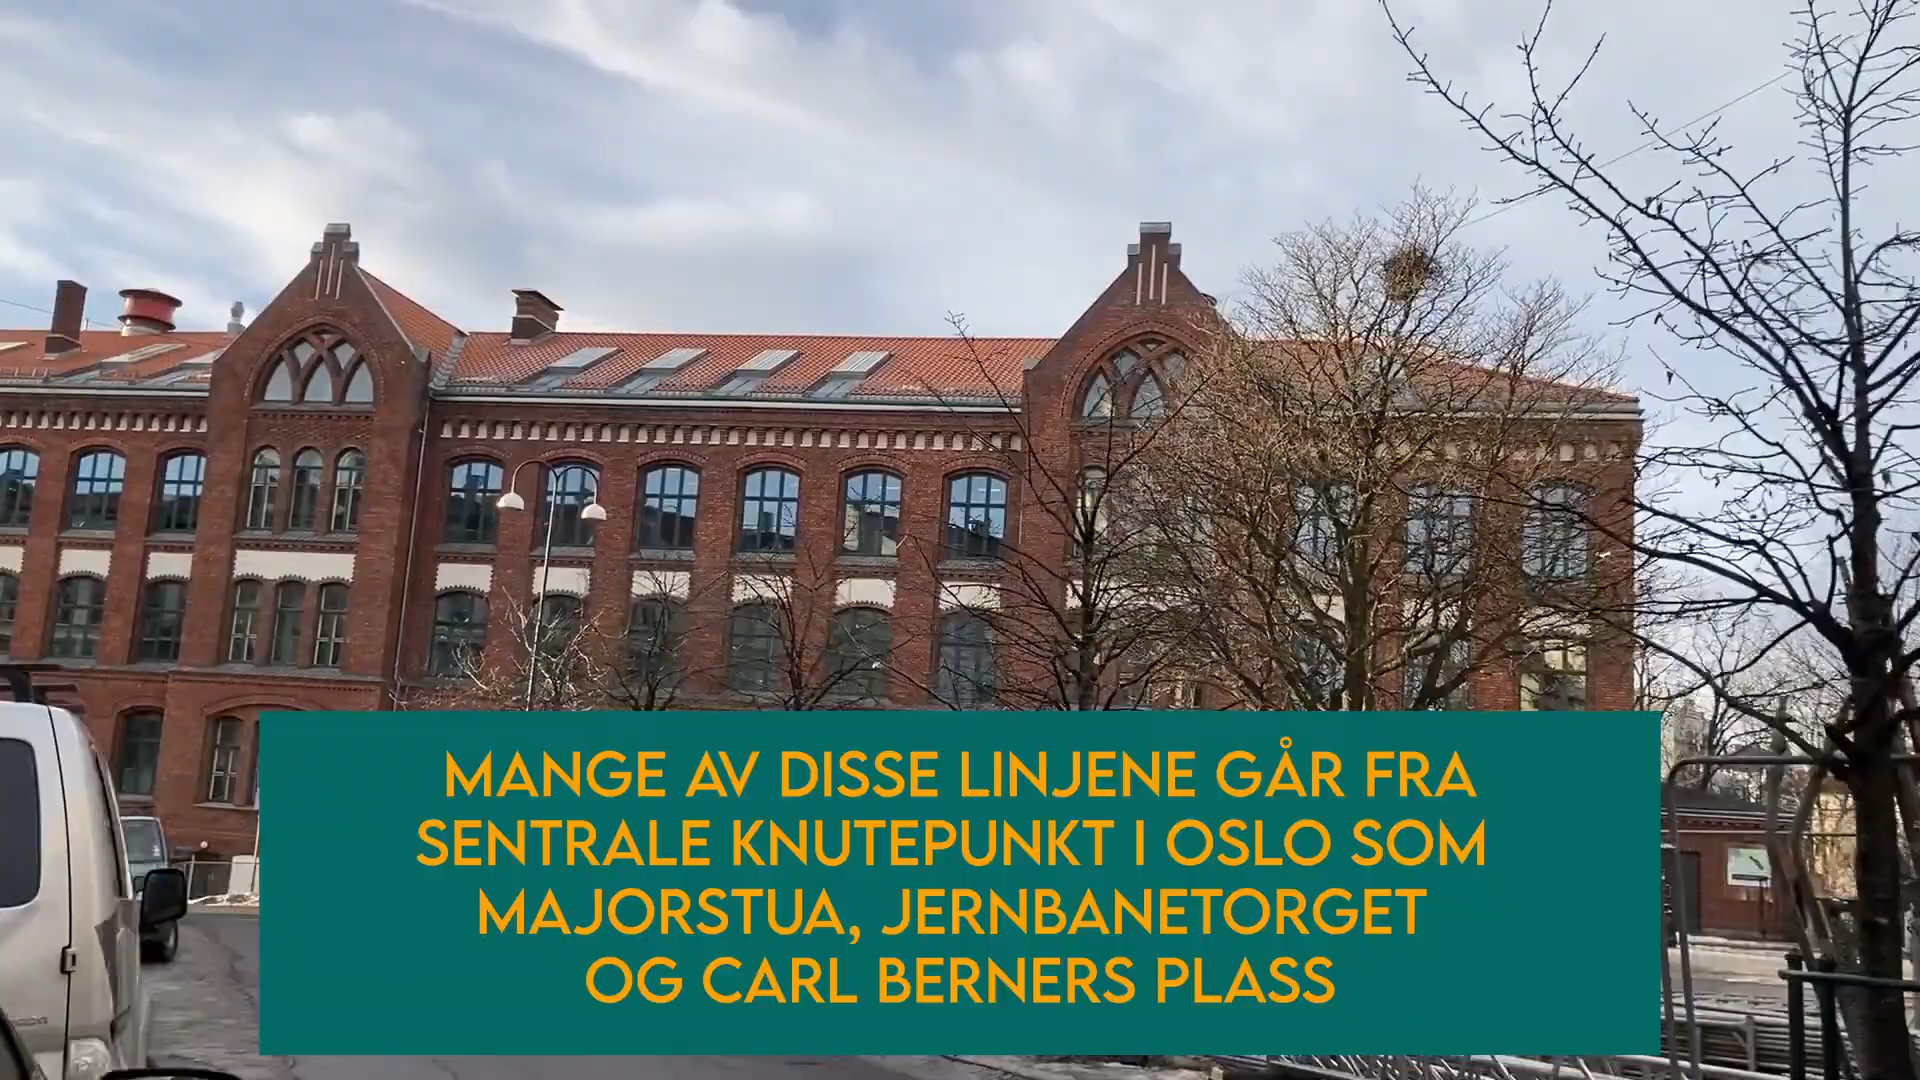 MANGE AV DISSE LINJENE GÅR FRA
SENTRALE KNUTEPUNKT I OSLO SOM
MAJORSTUA, JERNBANETORGET
OG CARL BERNERS PLASS